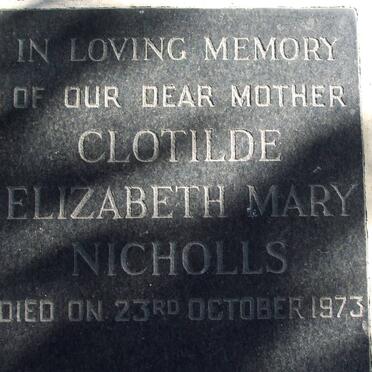 IN LOVING MEMORY
OF OUR DEAR MOTHER
CLOTILDE
ELIZABETH MARY
NICHOLLS
DIED ON 23RD OCTOBER 1973